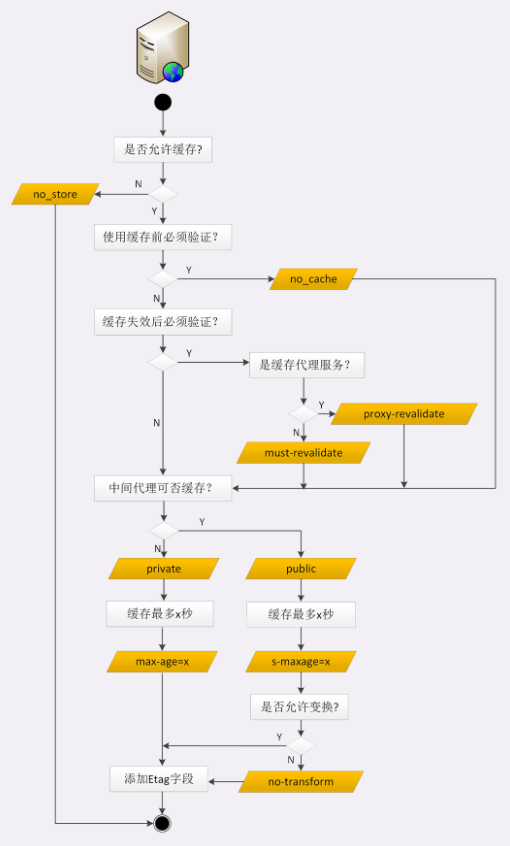 是否允许缓存?
N
no_store
Y
使用缓存前必须验证?
Y
no_cache
N
缓存失效后必须验证?
Y
是缓存代理服务?
Y
proxy-revalidate
N
N
must-revalidate
中间代理可否缓存?
Y
N
private
public
缓存最多x秒
缓存最多x秒
max-age=x
s-maxage=x
是否允许变换?
Y
N
添加Etag字段
no-transform